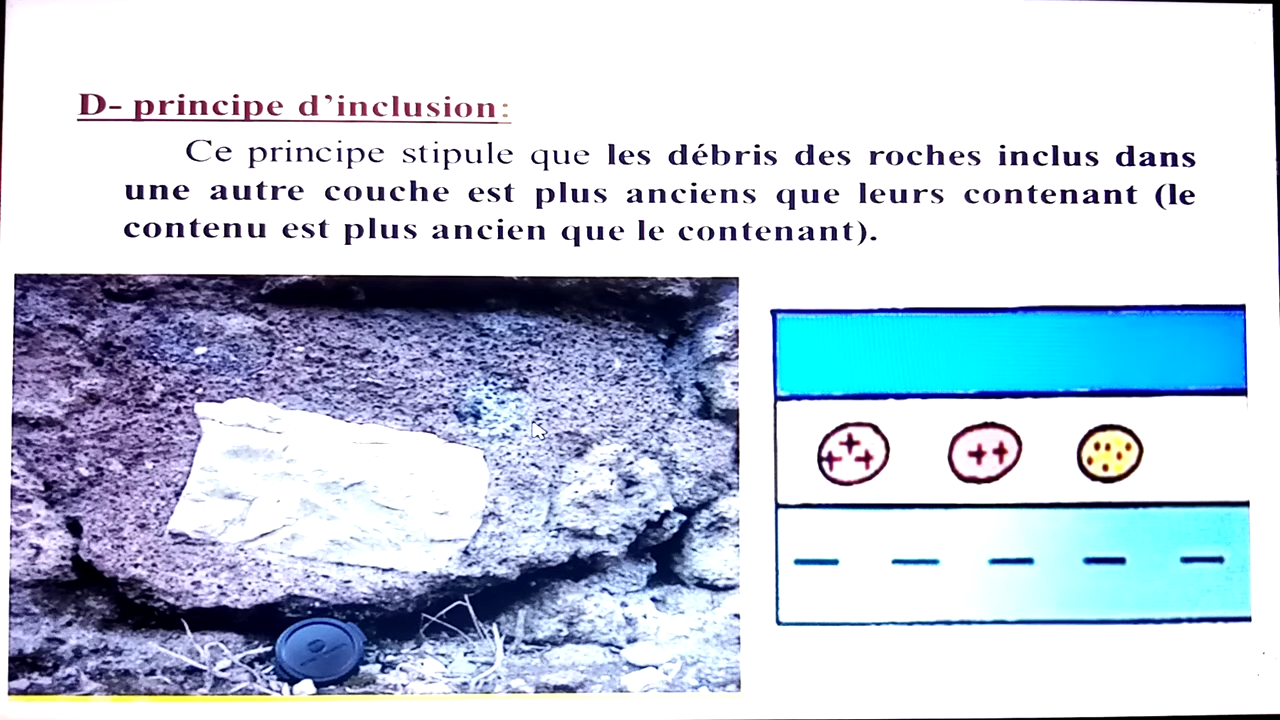 D- principe d’inclusion:
Ce principe stipule que les débris des roches inclus dans
une autre couche est plus anciens que leurs contenant (le
contenu est plus ancien que le contenant).